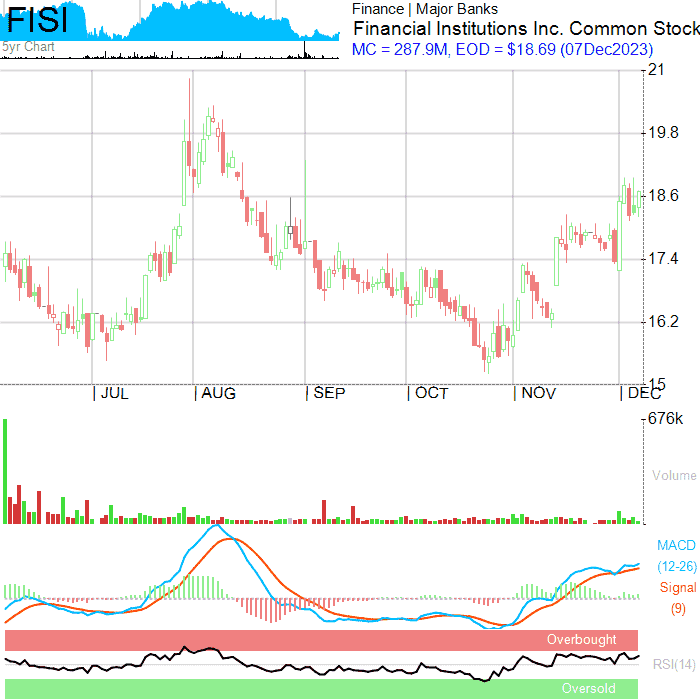 FISI
5yr Chart
Finance | Major Banks
Financial Institutions Inc. Common Stock
MC = 287.9M, EOD = $18.69 (07Dec2023)
21
19.8
18.6
17.4
16.2
15
JUL AUG SEP OCT NOV DEC
676k
Volume
MACD
(12-26)
Signal
(9)
Overbought
RSI(14)
Oversold